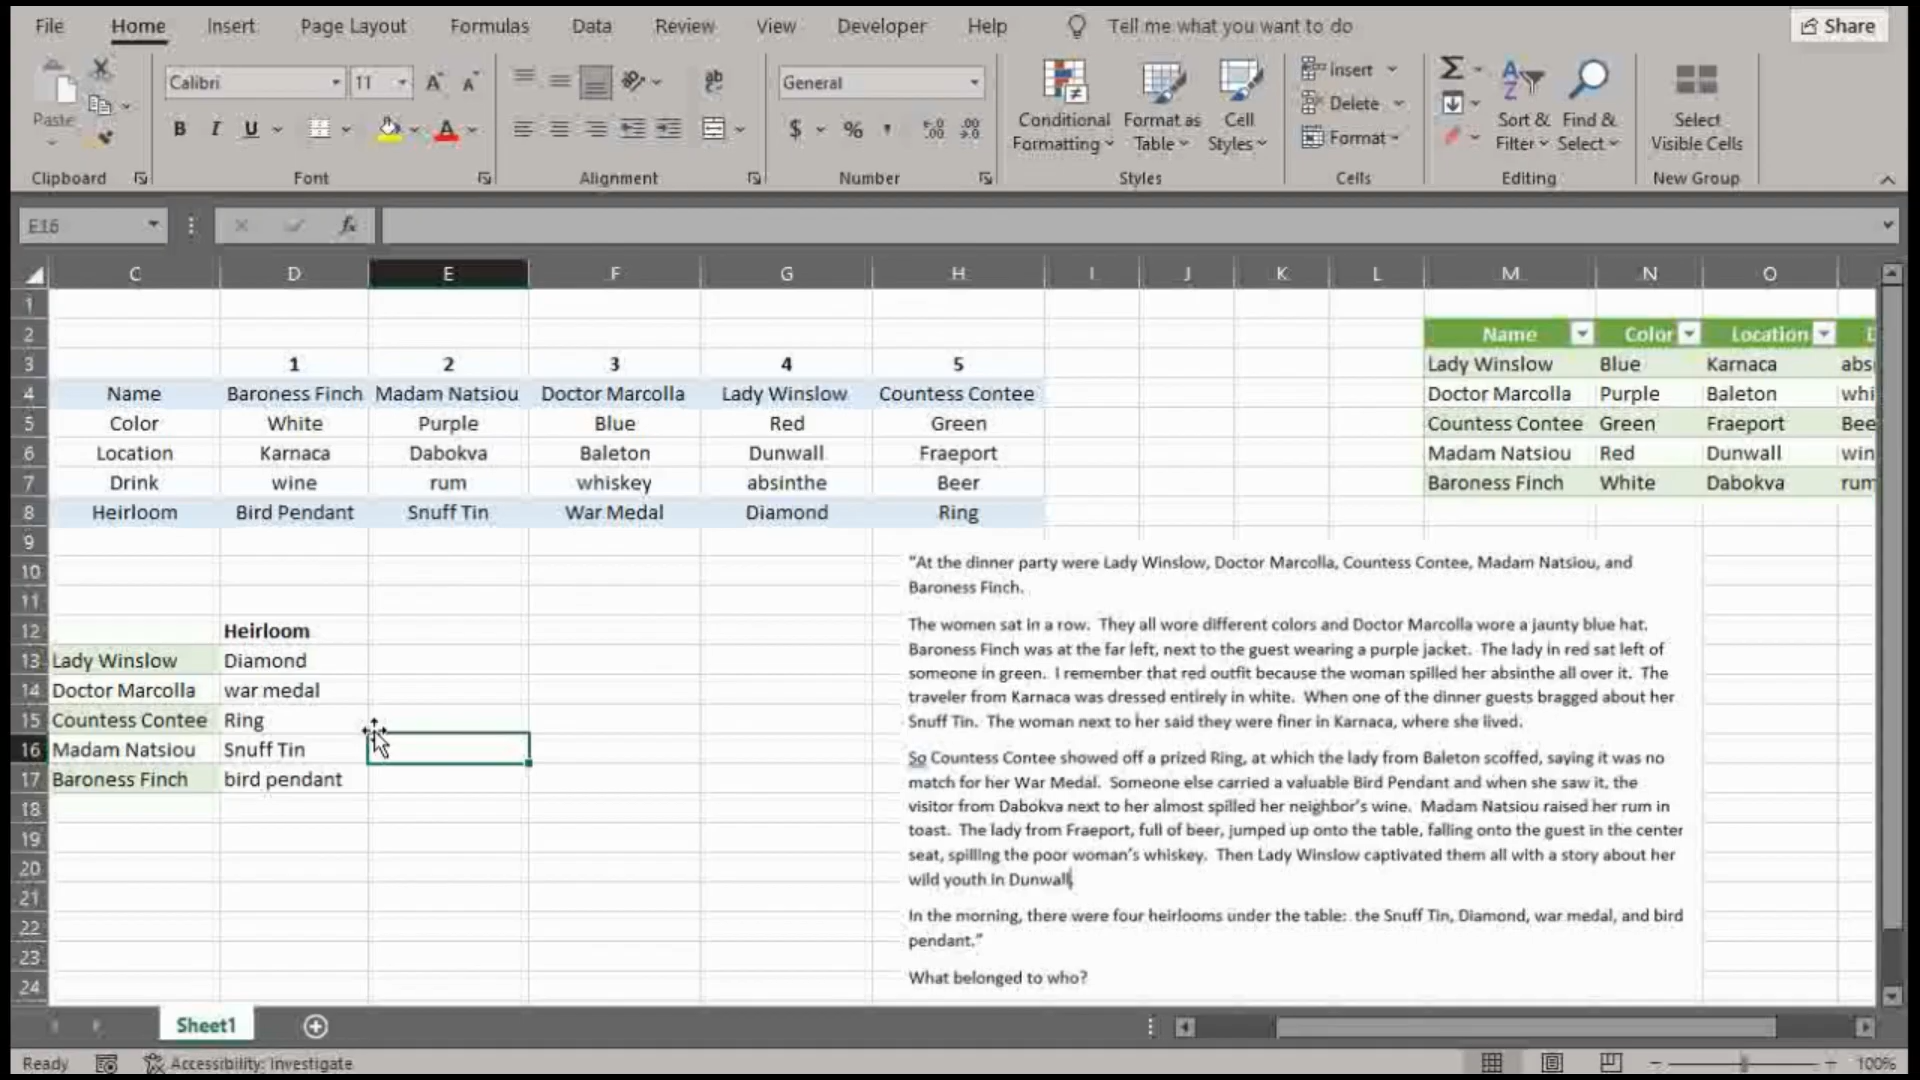 File Home Insert Page Layout Formulas Data Review View Developer Help Tell me what you want to do Share
Calibri 11 General
Paste
B I U $ % ,
Conditional Formatting
Format as Table
Cell Styles
Insert
Delete
Format
Sort & Filter
Find & Select
Select Visible Cells
Clipboard Font Alignment Number Styles Cells Editing New Group
E16 fx
C D E F G H I J K L M N O
1
2 Name Color Location
3 1 2 3 4 5 Lady Winslow Blue Karnaca abs
4 Name Baroness Finch Madam Natsiou Doctor Marcolla Lady Winslow Countess Contee Doctor Marcolla Purple Baleton whi
5 Color White Purple Blue Red Green Countess Contee Green Fraeport Bee
6 Location Karnaca Dabokva Baleton Dunwall Fraeport Madam Natsiou Red Dunwall win
7 Drink wine rum whiskey absinthe Beer Baroness Finch White Dabokva rum
8 Heirloom Bird Pendant Snuff Tin War Medal Diamond Ring
9
10
11
12 Heirloom
13 Lady Winslow Diamond
14 Doctor Marcolla war medal
15 Countess Contee Ring
16 Madam Natsiou Snuff Tin
17 Baroness Finch bird pendant
18
19
20
21
22
23
24
"At the dinner party were Lady Winslow, Doctor Marcolla, Countess Contee, Madam Natsiou, and
Baroness Finch.
The women sat in a row. They all wore different colors and Doctor Marcolla wore a jaunty blue hat.
Baroness Finch was at the far left, next to the guest wearing a purple jacket. The lady in red sat left of
someone in green. I remember that red outfit because the woman spilled her absinthe all over it. The
traveler from Karnaca was dressed entirely in white. When one of the dinner guests bragged about her
Snuff Tin. The woman next to her said they were finer in Karnaca, where she lived.
So Countess Contee showed off a prized Ring, at which the lady from Baleton scoffed, saying it was no
match for her War Medal. Someone else carried a valuable Bird Pendant and when she saw it, the
visitor from Dabokva next to her almost spilled her neighbor's wine. Madam Natsiou raised her rum in
toast. The lady from Fraeport, full of beer, jumped up onto the table, falling onto the guest in the center
seat, spilling the poor woman's whiskey. Then Lady Winslow captivated them all with a story about her
wild youth in Dunwall.
In the morning, there were four heirlooms under the table: the Snuff Tin, Diamond, war medal, and bird
pendant."
What belonged to who?
Sheet1
Ready Accessibility: Investigate 100%